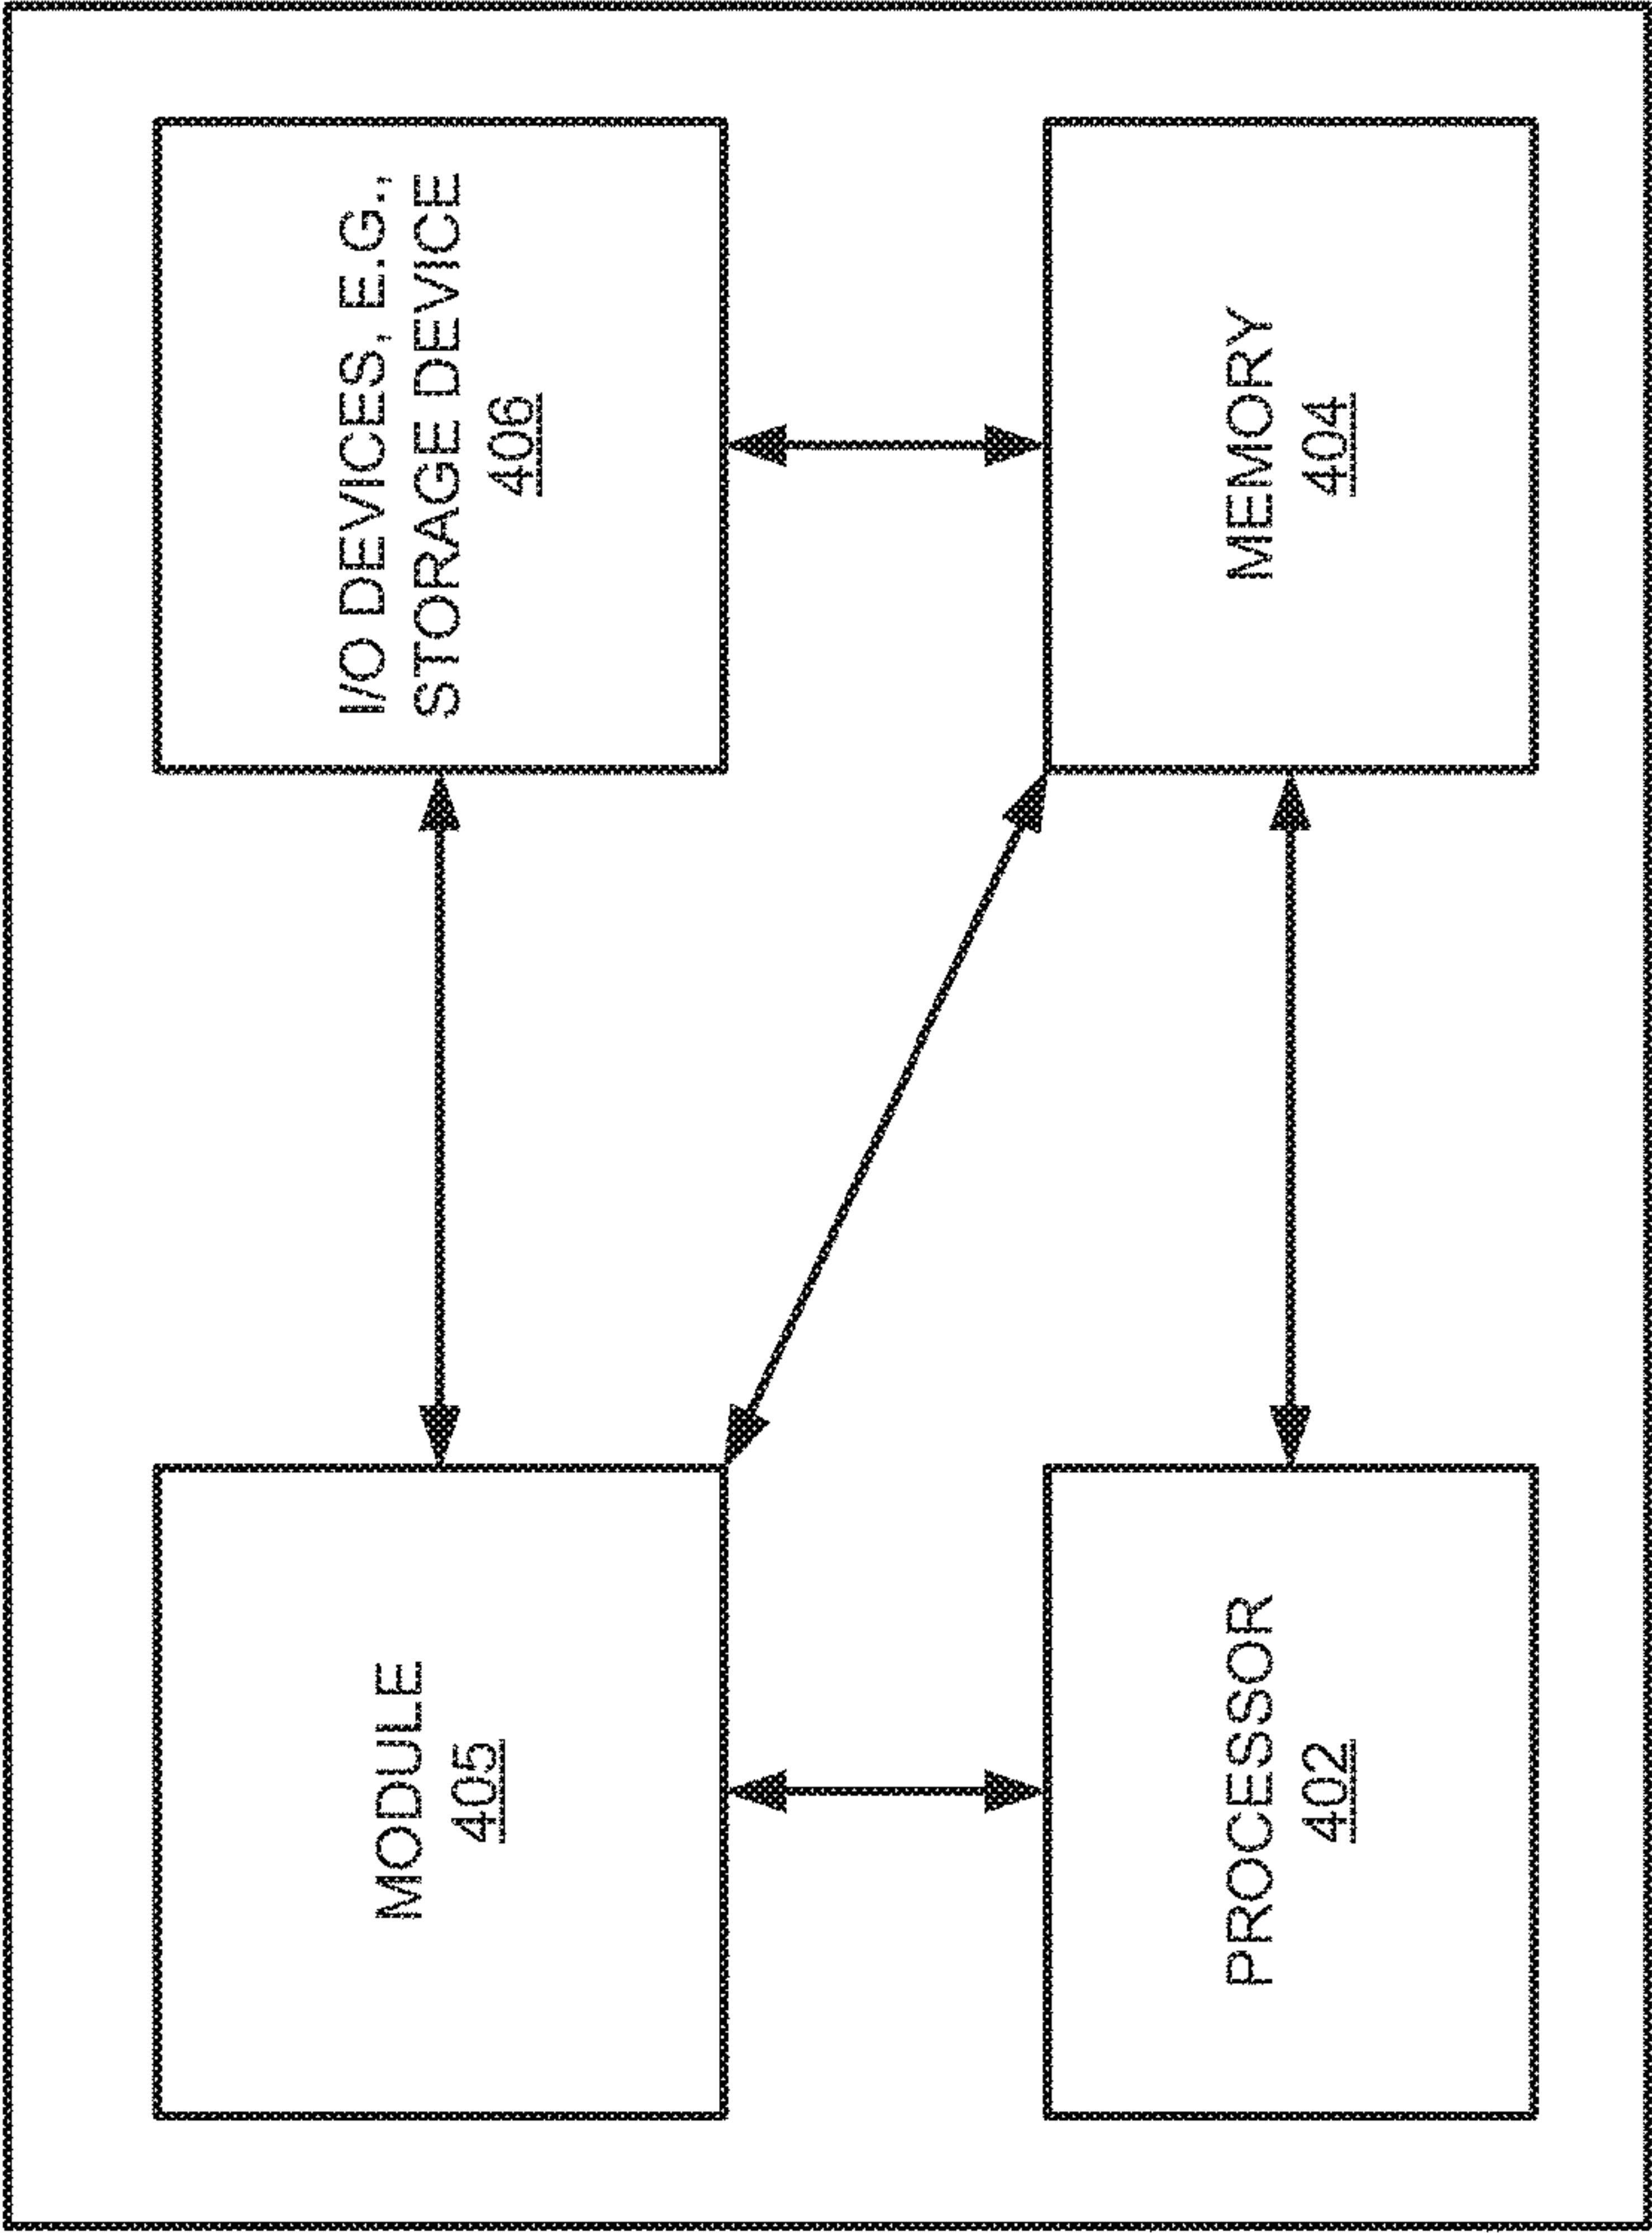 MODULE
405
I/O DEVICES, E.G.,
STORAGE DEVICE
406
PROCESSOR
402
MEMORY
404